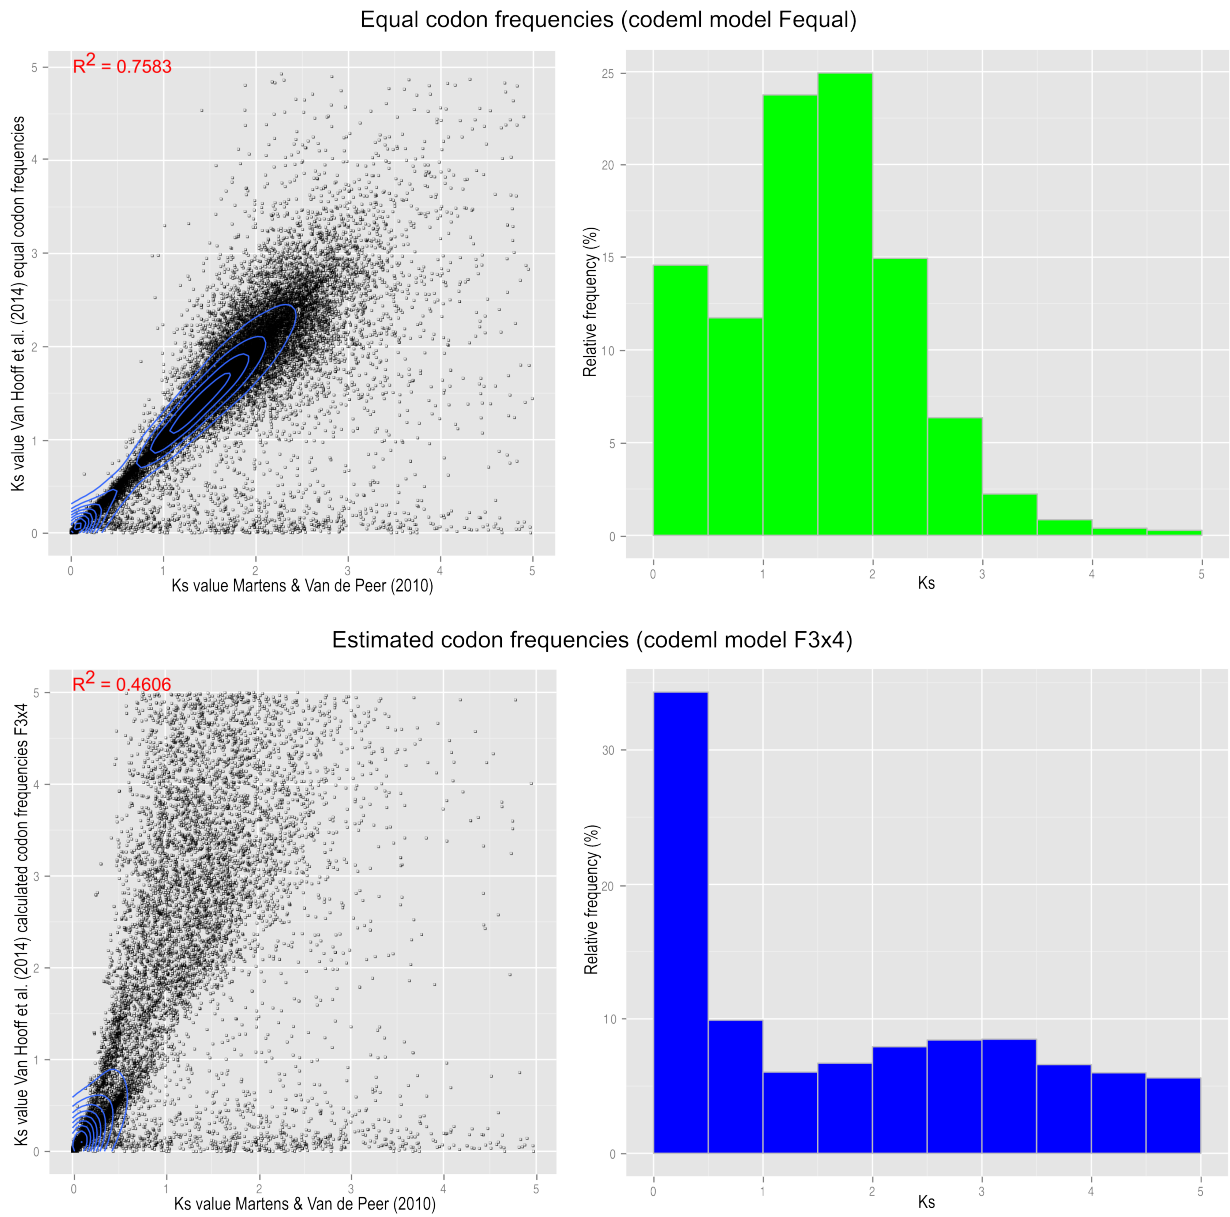 Equal codon frequencies (codeml model Fequal)
R2 = 0.7583
Ks value Van Hooff et al. (2014) equal codon frequencies
5
4
3
2
1
0
0 1 2 3 4 5
Ks value Martens & Van de Peer (2010)
Relative frequency (%)
25
20
15
10
5
0
0 1 2 3 4 5
Ks
Estimated codon frequencies (codeml model F3x4)
R2 = 0.4606
Ks value Van Hooff et al. (2014) calculated codon frequencies F3x4
5
4
3
2
1
0
0 1 2 3 4 5
Ks value Martens & Van de Peer (2010)
Relative frequency (%)
30
20
10
0
0 1 2 3 4 5
Ks